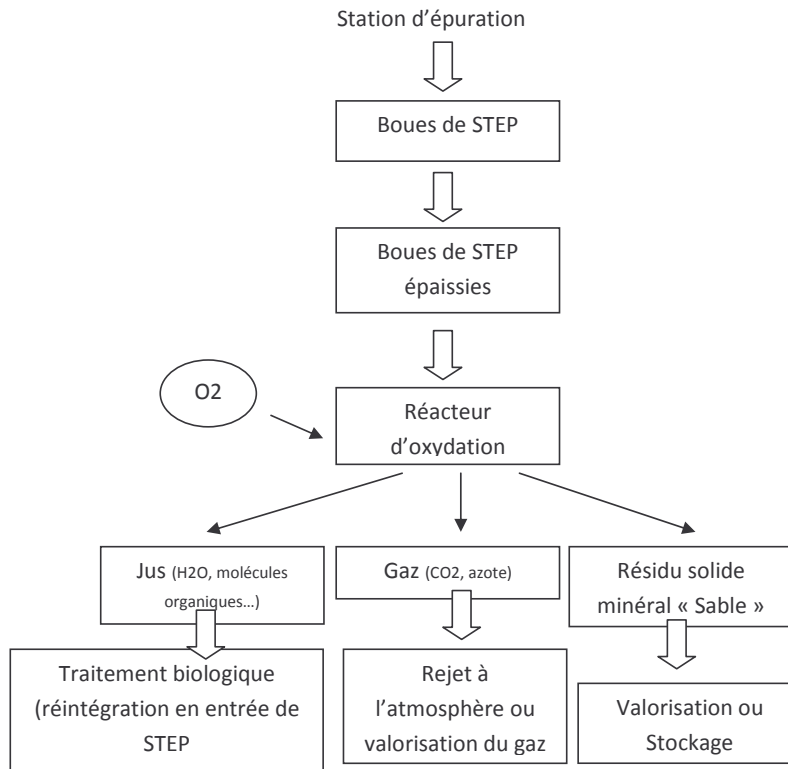 Station d'épuration
Boues de STEP
Boues de STEP
épaissies
O2
Réacteur
d'oxydation
Jus (H2O, molécules
organiques…)
Gaz (CO2, azote)
Résidu solide
minéral « Sable »
Traitement biologique
(réintégration en entrée de
STEP
Rejet à
l'atmosphère ou
valorisation du gaz
Valorisation ou
Stockage